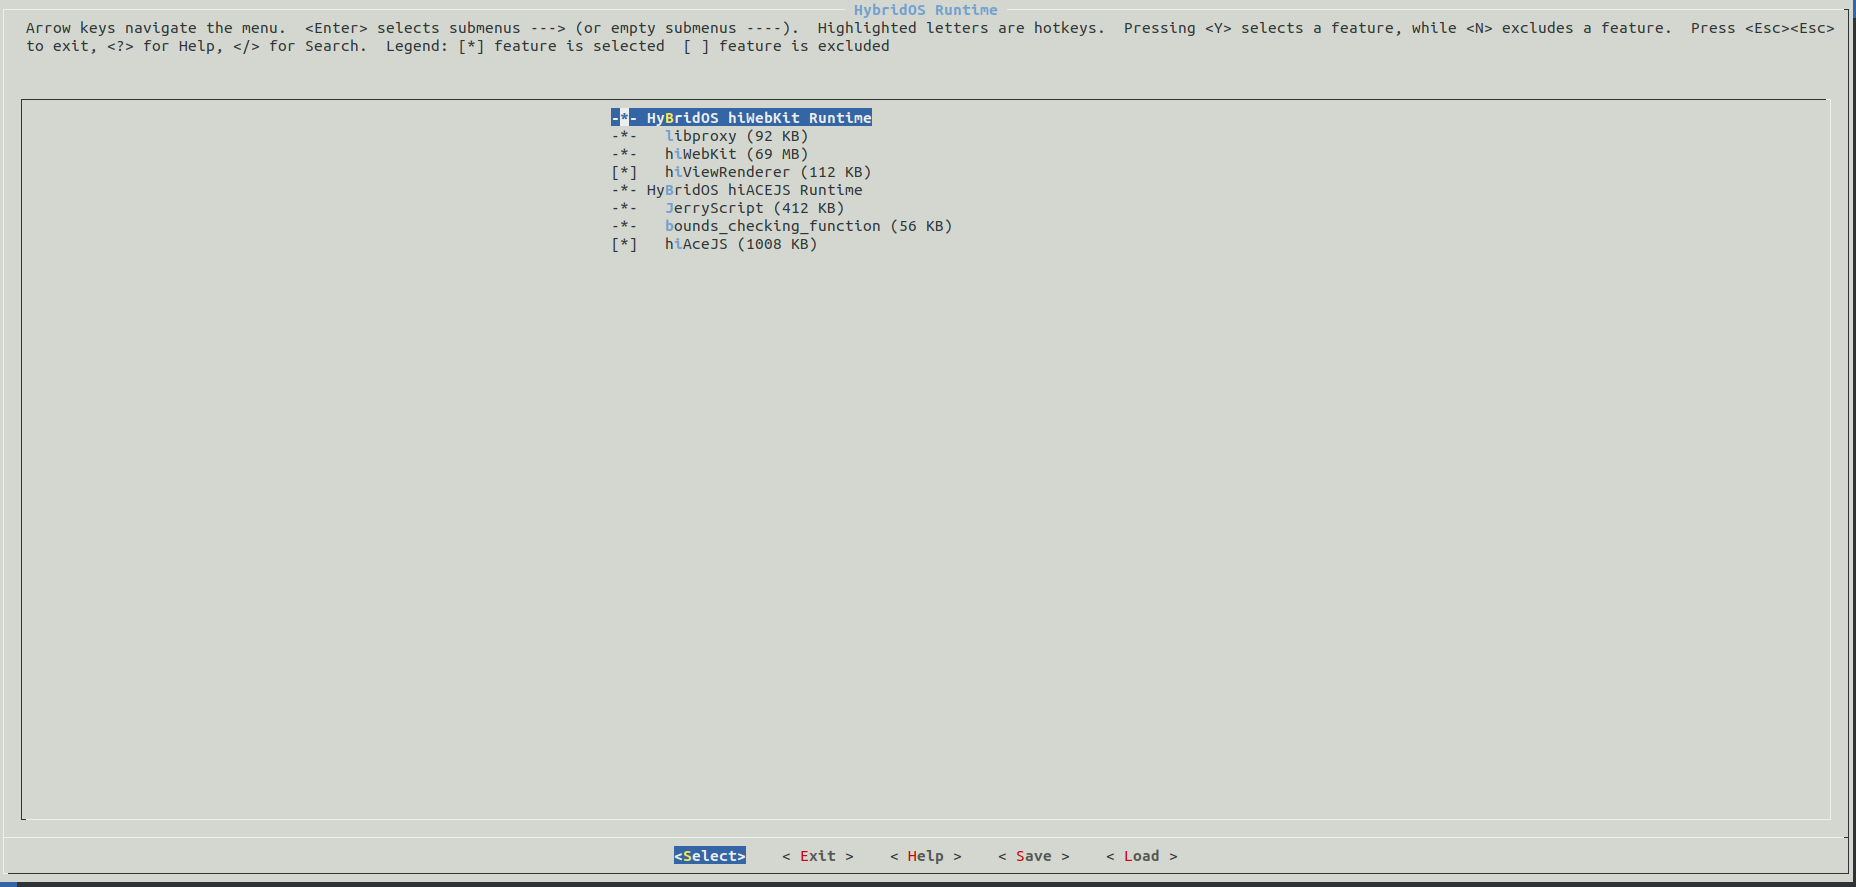 HybridOS Runtime
Arrow keys navigate the menu.  <Enter> selects submenus ---> (or empty submenus ----).  Highlighted letters are hotkeys.  Pressing <Y> selects a feature, while <N> excludes a feature.  Press <Esc><Esc>
to exit, <?> for Help, </> for Search.  Legend: [*] feature is selected  [ ] feature is excluded
-*- HyBridOS hiWebKit Runtime
-*-   libproxy (92 KB)
-*-   hiWebKit (69 MB)
[*]   hiViewRenderer (112 KB)
-*- HyBridOS hiACEJS Runtime
-*-   JerryScript (412 KB)
-*-   bounds_checking_function (56 KB)
[*]   hiAceJS (1008 KB)
<Select>    < Exit >    < Help >    < Save >    < Load >